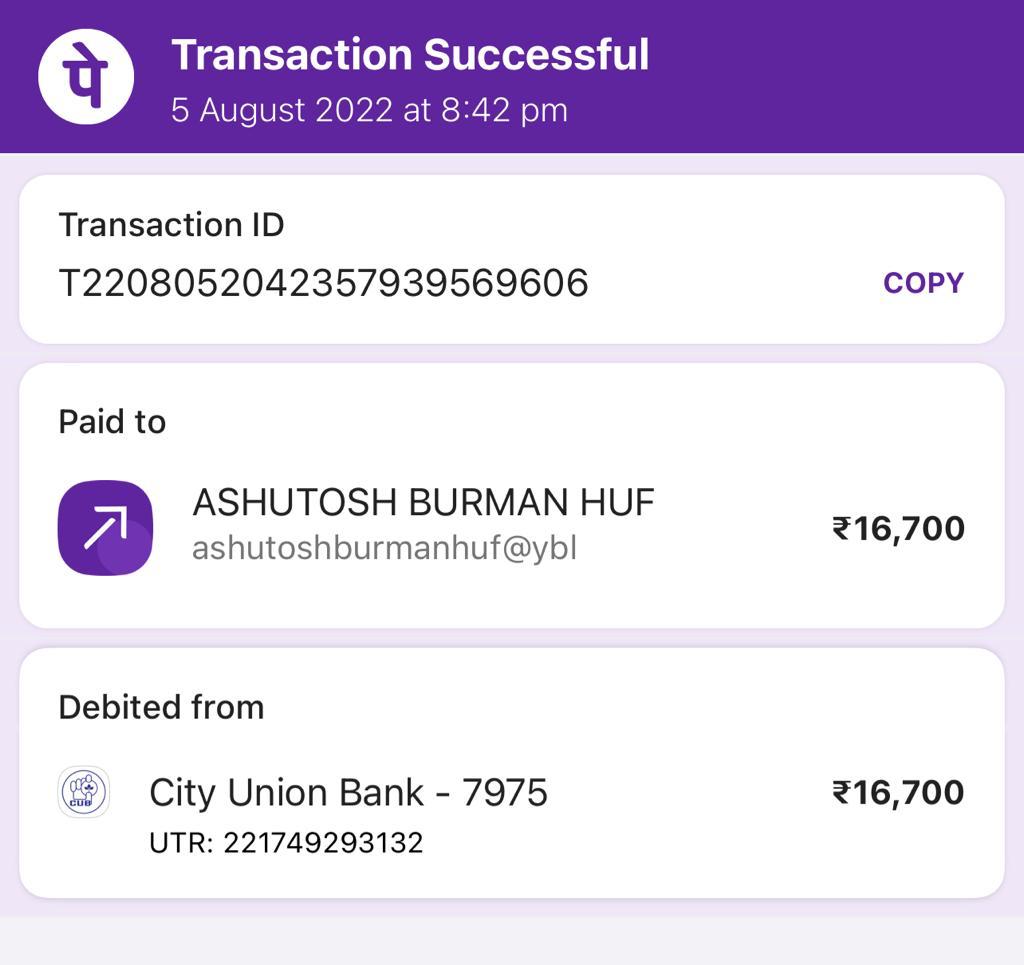 पे
Transaction Successful
5 August 2022 at 8:42 pm
Transaction ID
T2208052042357939569606
COPY
Paid to
ASHUTOSH BURMAN HUF
ashutoshburmanhuf@ybl
₹16,700
Debited from
CUB
City Union Bank - 7975
₹16,700
UTR: 221749293132